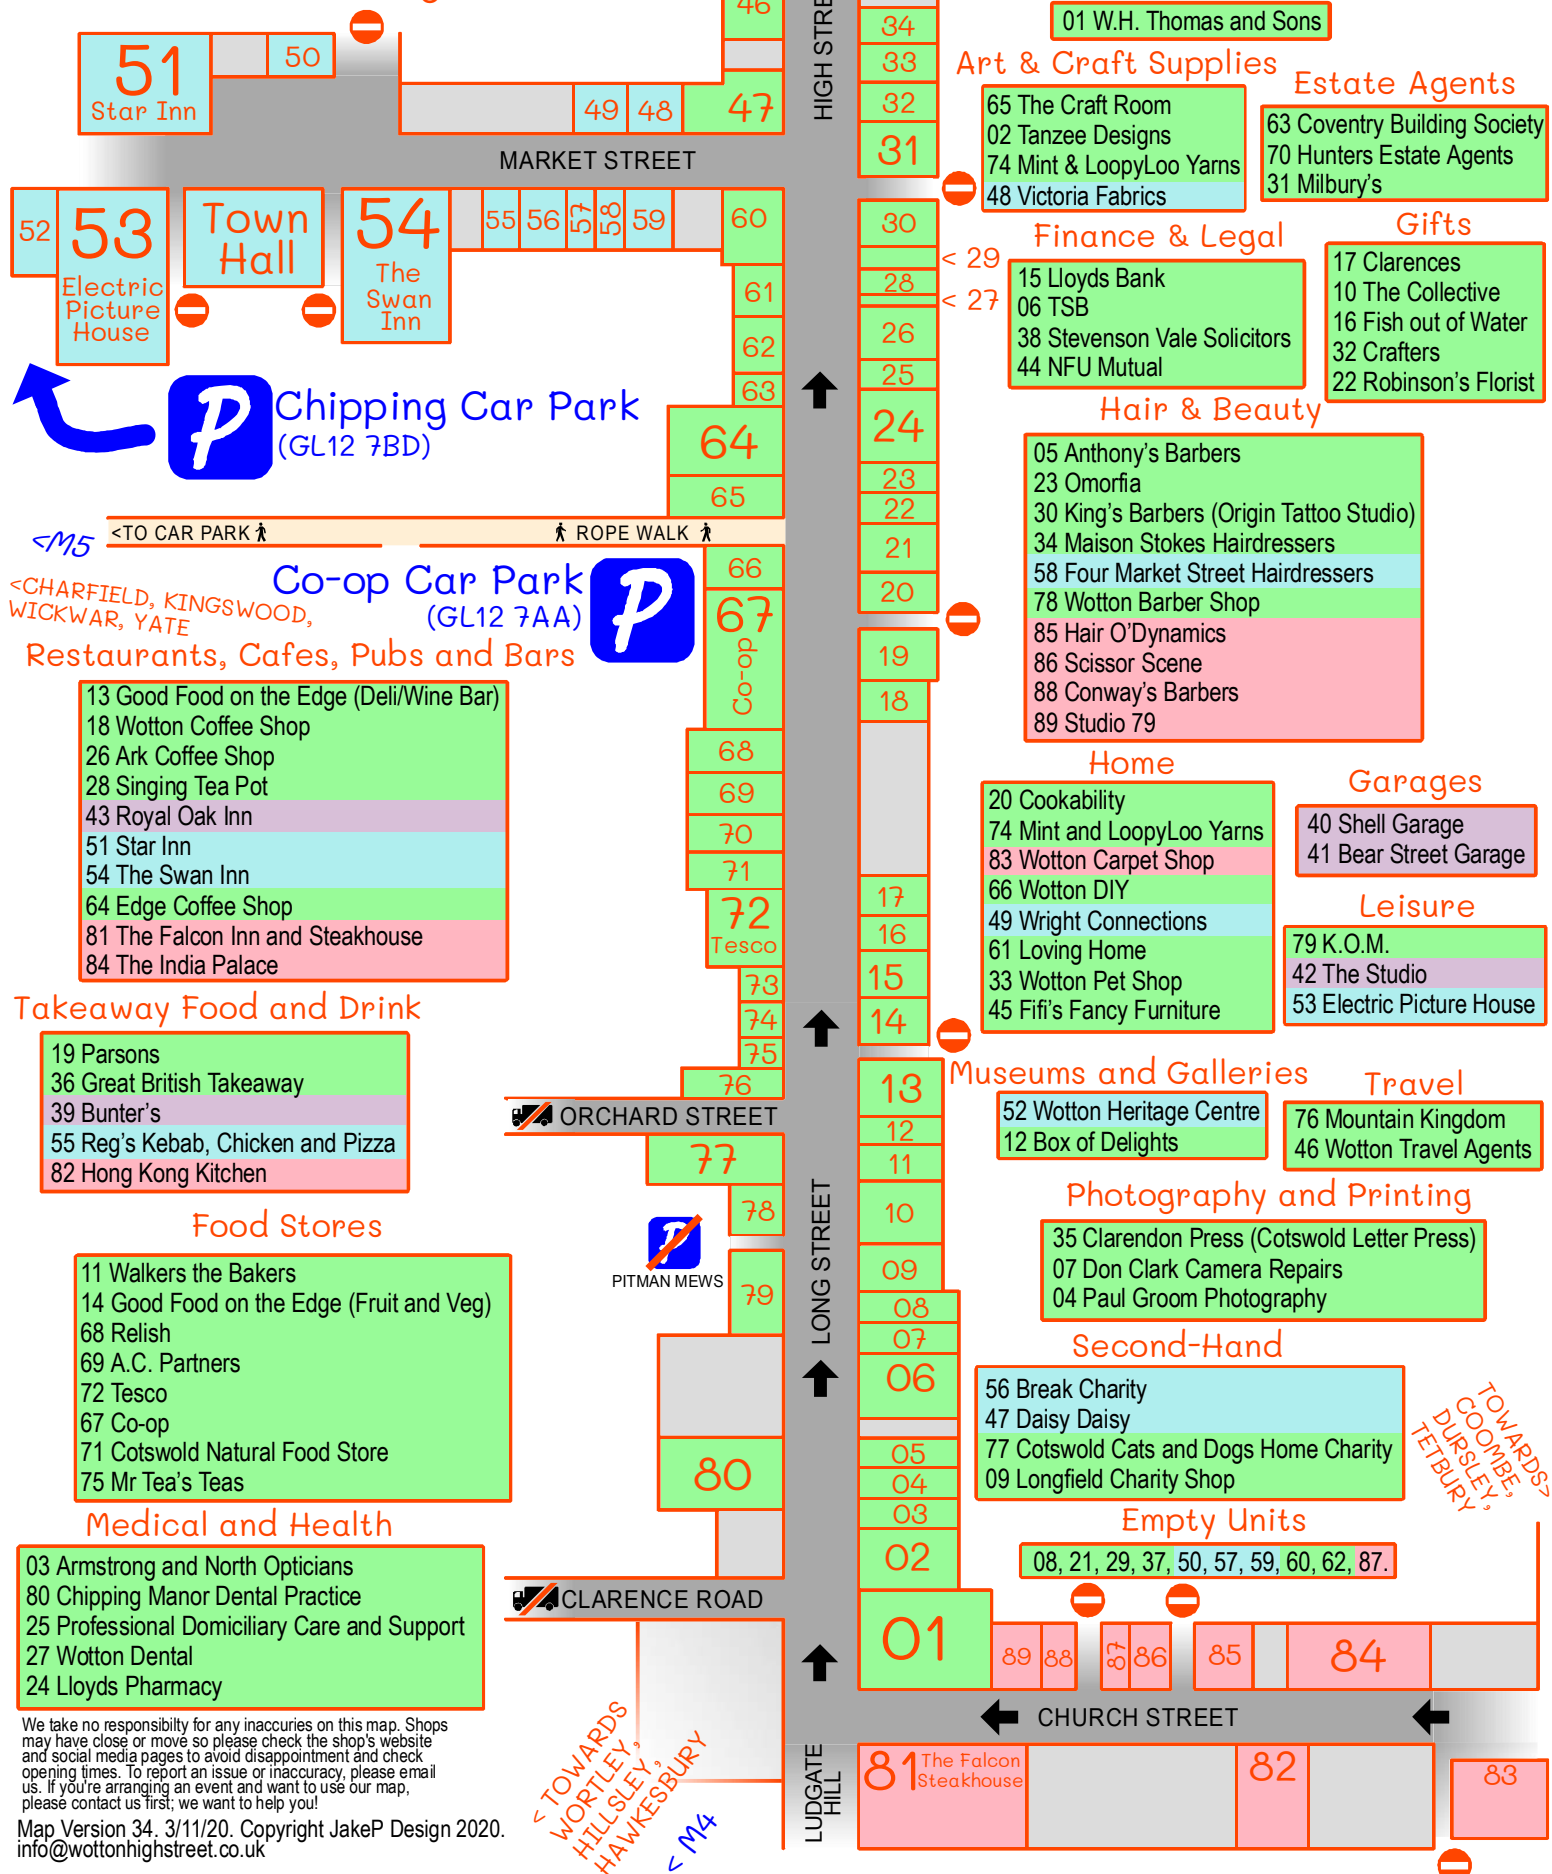 46
HIGH STRE
34
33
32
31
01 W.H. Thomas and Sons
51
Star Inn
50
49
48
47
MARKET STREET
52
53
Electric
Picture
House
Town
Hall
54
The
Swan
Inn
55
56
57
58
59
60
61
62
63
64
65
30
< 29
28
< 27
26
25
24
23
22
21
20
19
18
17
16
15
14
Chipping Car Park
(GL12 7BD)
P
<TO CAR PARK
ROPE WALK
<M5
<CHARFIELD, KINGSWOOD,
WICKWAR, YATE
Co-op Car Park
(GL12 7AA)
P
66
67
Co-op
68
69
70
71
72
Tesco
73
74
75
76
ORCHARD STREET
77
78
P
PITMAN MEWS
79
80
CLARENCE ROAD
LONG STREET
13
12
11
10
09
08
07
06
05
04
03
02
01
89
88
87
86
85
84
CHURCH STREET
LUDGATE
HILL
81
The Falcon
Steakhouse
82
83
< TOWARDS
WORTLEY,
HILLSLEY,
HAWKESBURY
< M4
TOWARDS>
COOMBE,
DURSLEY,
TETBURY
Restaurants, Cafes, Pubs and Bars
13 Good Food on the Edge (Deli/Wine Bar)
18 Wotton Coffee Shop
26 Ark Coffee Shop
28 Singing Tea Pot
43 Royal Oak Inn
51 Star Inn
54 The Swan Inn
64 Edge Coffee Shop
81 The Falcon Inn and Steakhouse
84 The India Palace
Takeaway Food and Drink
19 Parsons
36 Great British Takeaway
39 Bunter's
55 Reg's Kebab, Chicken and Pizza
82 Hong Kong Kitchen
Food Stores
11 Walkers the Bakers
14 Good Food on the Edge (Fruit and Veg)
68 Relish
69 A.C. Partners
72 Tesco
67 Co-op
71 Cotswold Natural Food Store
75 Mr Tea's Teas
Medical and Health
03 Armstrong and North Opticians
80 Chipping Manor Dental Practice
25 Professional Domiciliary Care and Support
27 Wotton Dental
24 Lloyds Pharmacy
We take no responsibilty for any inaccuries on this map. Shops
may have close or move so please check the shop's website
and social media pages to avoid disappointment and check
opening times. To report an issue or inaccuracy, please email
us. If you're arranging an event and want to use our map,
please contact us first; we want to help you!
Map Version 34. 3/11/20. Copyright JakeP Design 2020.
info@wottonhighstreet.co.uk
Art & Craft Supplies
65 The Craft Room
02 Tanzee Designs
74 Mint & LoopyLoo Yarns
48 Victoria Fabrics
Estate Agents
63 Coventry Building Society
70 Hunters Estate Agents
31 Milbury's
Finance & Legal
15 Lloyds Bank
06 TSB
38 Stevenson Vale Solicitors
44 NFU Mutual
Gifts
17 Clarences
10 The Collective
16 Fish out of Water
32 Crafters
22 Robinson's Florist
Hair & Beauty
05 Anthony's Barbers
23 Omorfia
30 King's Barbers (Origin Tattoo Studio)
34 Maison Stokes Hairdressers
58 Four Market Street Hairdressers
78 Wotton Barber Shop
85 Hair O'Dynamics
86 Scissor Scene
88 Conway's Barbers
89 Studio 79
Home
20 Cookability
74 Mint and LoopyLoo Yarns
83 Wotton Carpet Shop
66 Wotton DIY
49 Wright Connections
61 Loving Home
33 Wotton Pet Shop
45 Fifi's Fancy Furniture
Garages
40 Shell Garage
41 Bear Street Garage
Leisure
79 K.O.M.
42 The Studio
53 Electric Picture House
Museums and Galleries
52 Wotton Heritage Centre
12 Box of Delights
Travel
76 Mountain Kingdom
46 Wotton Travel Agents
Photography and Printing
35 Clarendon Press (Cotswold Letter Press)
07 Don Clark Camera Repairs
04 Paul Groom Photography
Second-Hand
56 Break Charity
47 Daisy Daisy
77 Cotswold Cats and Dogs Home Charity
09 Longfield Charity Shop
Empty Units
08, 21, 29, 37, 50, 57, 59, 60, 62, 87.